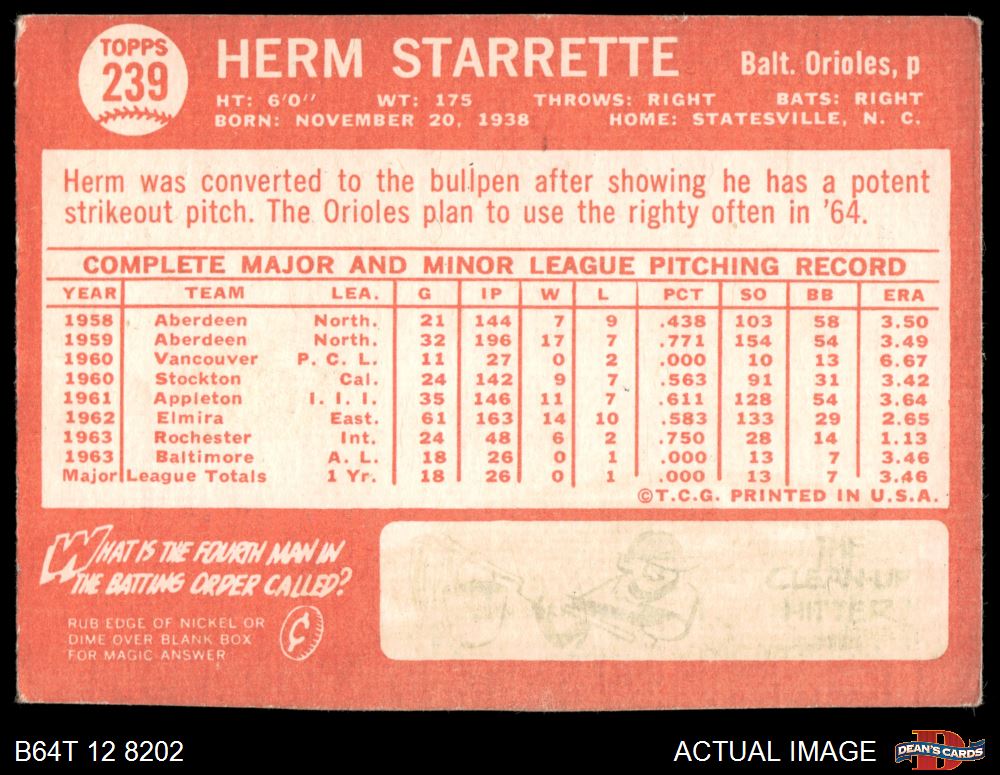 TOPPS
239
HERM STARRETTE
Balt. Orioles, p
HT: 6'0" WT: 175 THROWS: RIGHT BATS: RIGHT
BORN: NOVEMBER 20, 1938 HOME: STATESVILLE, N. C.
Herm was converted to the bullpen after showing he has a potent
strikeout pitch. The Orioles plan to use the righty often in '64.
COMPLETE MAJOR AND MINOR LEAGUE PITCHING RECORD
YEAR TEAM LEA. G IP W L PCT SO BB ERA
1958 Aberdeen North. 21 144 7 9 .438 103 58 3.50
1959 Aberdeen North. 32 196 17 7 .771 154 54 3.49
1960 Vancouver P. C. L. 11 27 0 2 .000 10 13 6.67
1960 Stockton Cal. 24 142 9 7 .563 91 31 3.42
1961 Appleton I. I. I. 35 146 11 7 .611 128 54 3.64
1962 Elmira East. 61 163 14 10 .583 133 29 2.65
1963 Rochester Int. 24 48 6 2 .750 28 14 1.13
1963 Baltimore A. L. 18 26 0 1 .000 13 7 3.46
Major League Totals 1 Yr. 18 26 0 1 .000 13 7 3.46
©T.C.G. PRINTED IN U.S.A.
WHAT IS THE FOURTH MAN IN
THE BATTING ORDER CALLED?
RUB EDGE OF NICKEL OR
DIME OVER BLANK BOX
FOR MAGIC ANSWER
THE
CLEAN-UP
HITTER
B64T 12 8202
ACTUAL IMAGE
DEAN'S CARDS